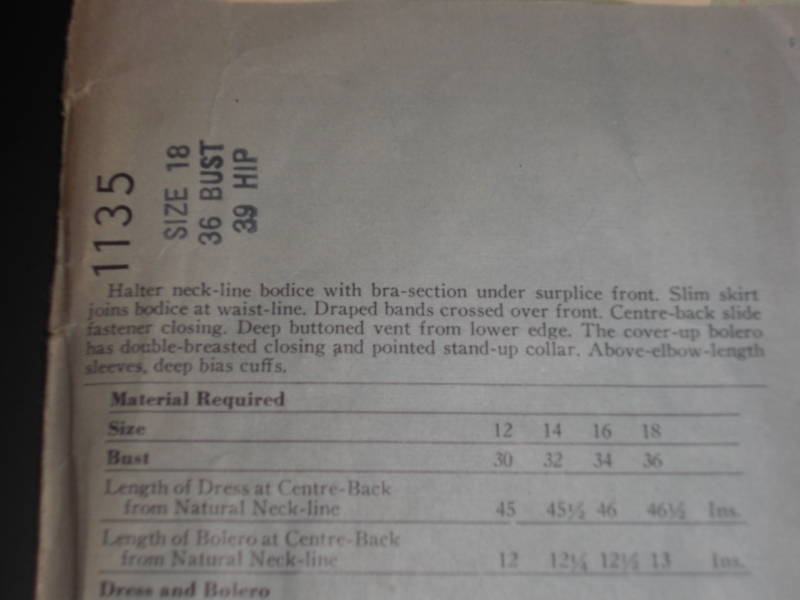 1135
SIZE 18
36 BUST
39 HIP
Halter neck-line bodice with bra-section under surplice front. Slim skirt
joins bodice at waist-line. Draped bands crossed over front. Centre-back slide
fastener closing. Deep buttoned vent from lower edge. The cover-up bolero
has double-breasted closing and pointed stand-up collar. Above-elbow-length
sleeves, deep bias cuffs.
Material Required
Size 12 14 16 18
Bust 30 32 34 36
Length of Dress at Centre-Back
from Natural Neck-line 45 45½ 46 46½ Ins.
Length of Bolero at Centre-Back
from Natural Neck-line 12 12¼ 12½ 13 Ins.
Dress and Bolero